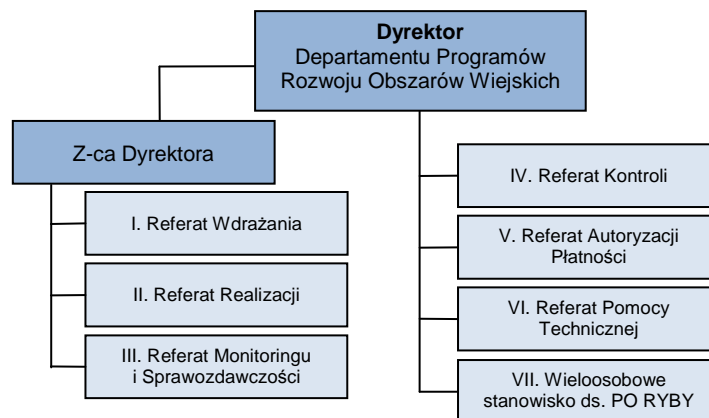 Dyrektor
Departamentu Programów
Rozwoju Obszarów Wiejskich
Z-ca Dyrektora
I. Referat Wdrażania
II. Referat Realizacji
III. Referat Monitoringu
i Sprawozdawczości
IV. Referat Kontroli
V. Referat Autoryzacji
Płatności
VI. Referat Pomocy
Technicznej
VII. Wieloosobowe
stanowisko ds. PO RYBY